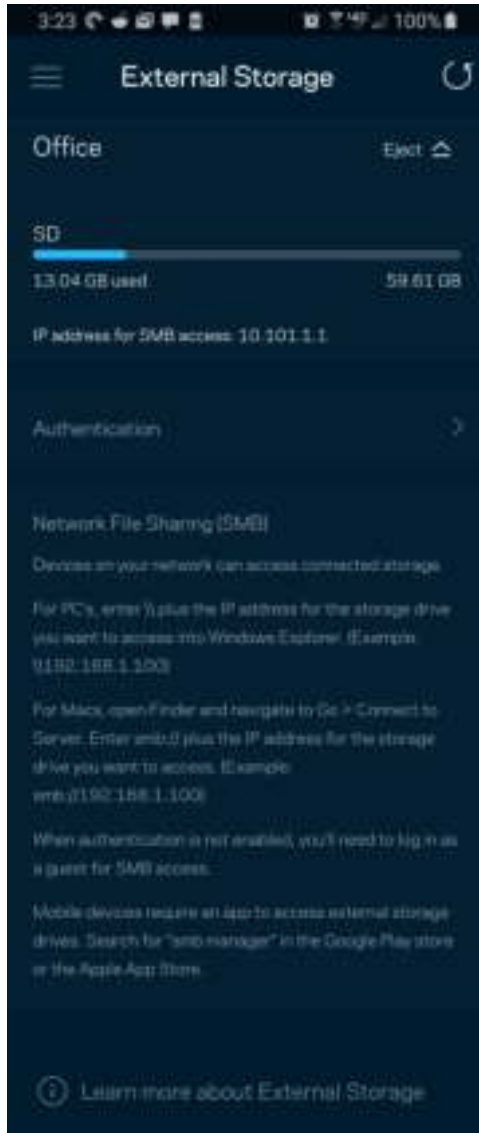 3:23
100%
External Storage
Office
Eject
SD
13.04 GB used
59.61 GB
IP address for SMB access: 10.101.1.1
Authentication
Network File Sharing (SMB)
Devices on your network can access connected storage.
For PC's, enter \\ plus the IP address for the storage drive
you want to access into Windows Explorer. (Example:
\\192.168.1.100)
For Macs, open Finder and navigate to Go > Connect to
Server. Enter smb:// plus the IP address for the storage
drive you want to access. (Example:
smb://192.168.1.100)
When authentication is not enabled, you'll need to log in as
a guest for SMB access.
Mobile devices require an app to access external storage
drives. Search for "smb manager" in the Google Play store
or the Apple App Store.
Learn more about External Storage